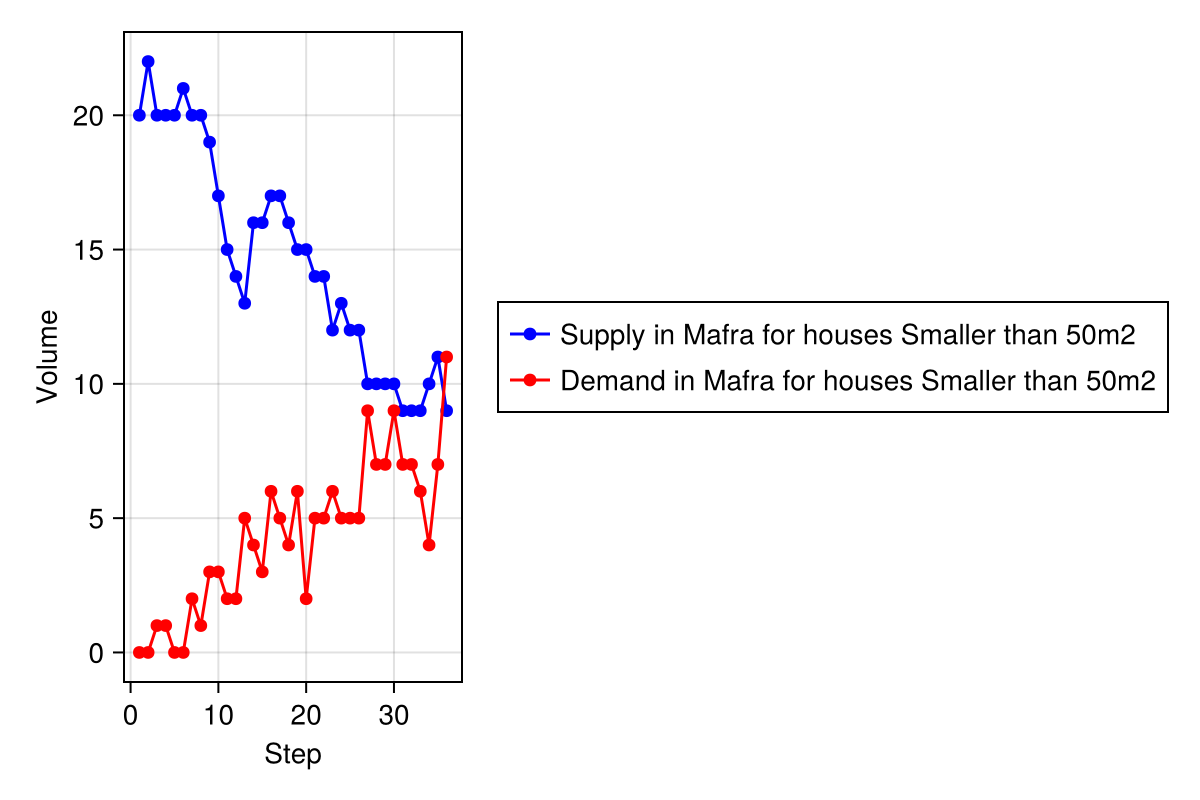 20
15
10
5
0
Volume
0 10 20 30
Step
Supply in Mafra for houses Smaller than 50m2
Demand in Mafra for houses Smaller than 50m2